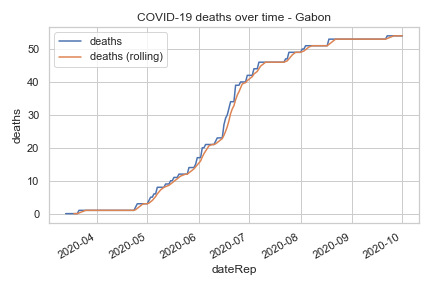 COVID-19 deaths over time - Gabon
deaths
deaths (rolling)
50
40
30
20
10
0
deaths
2020-04
2020-05
2020-06
2020-07
2020-08
2020-09
2020-10
dateRep